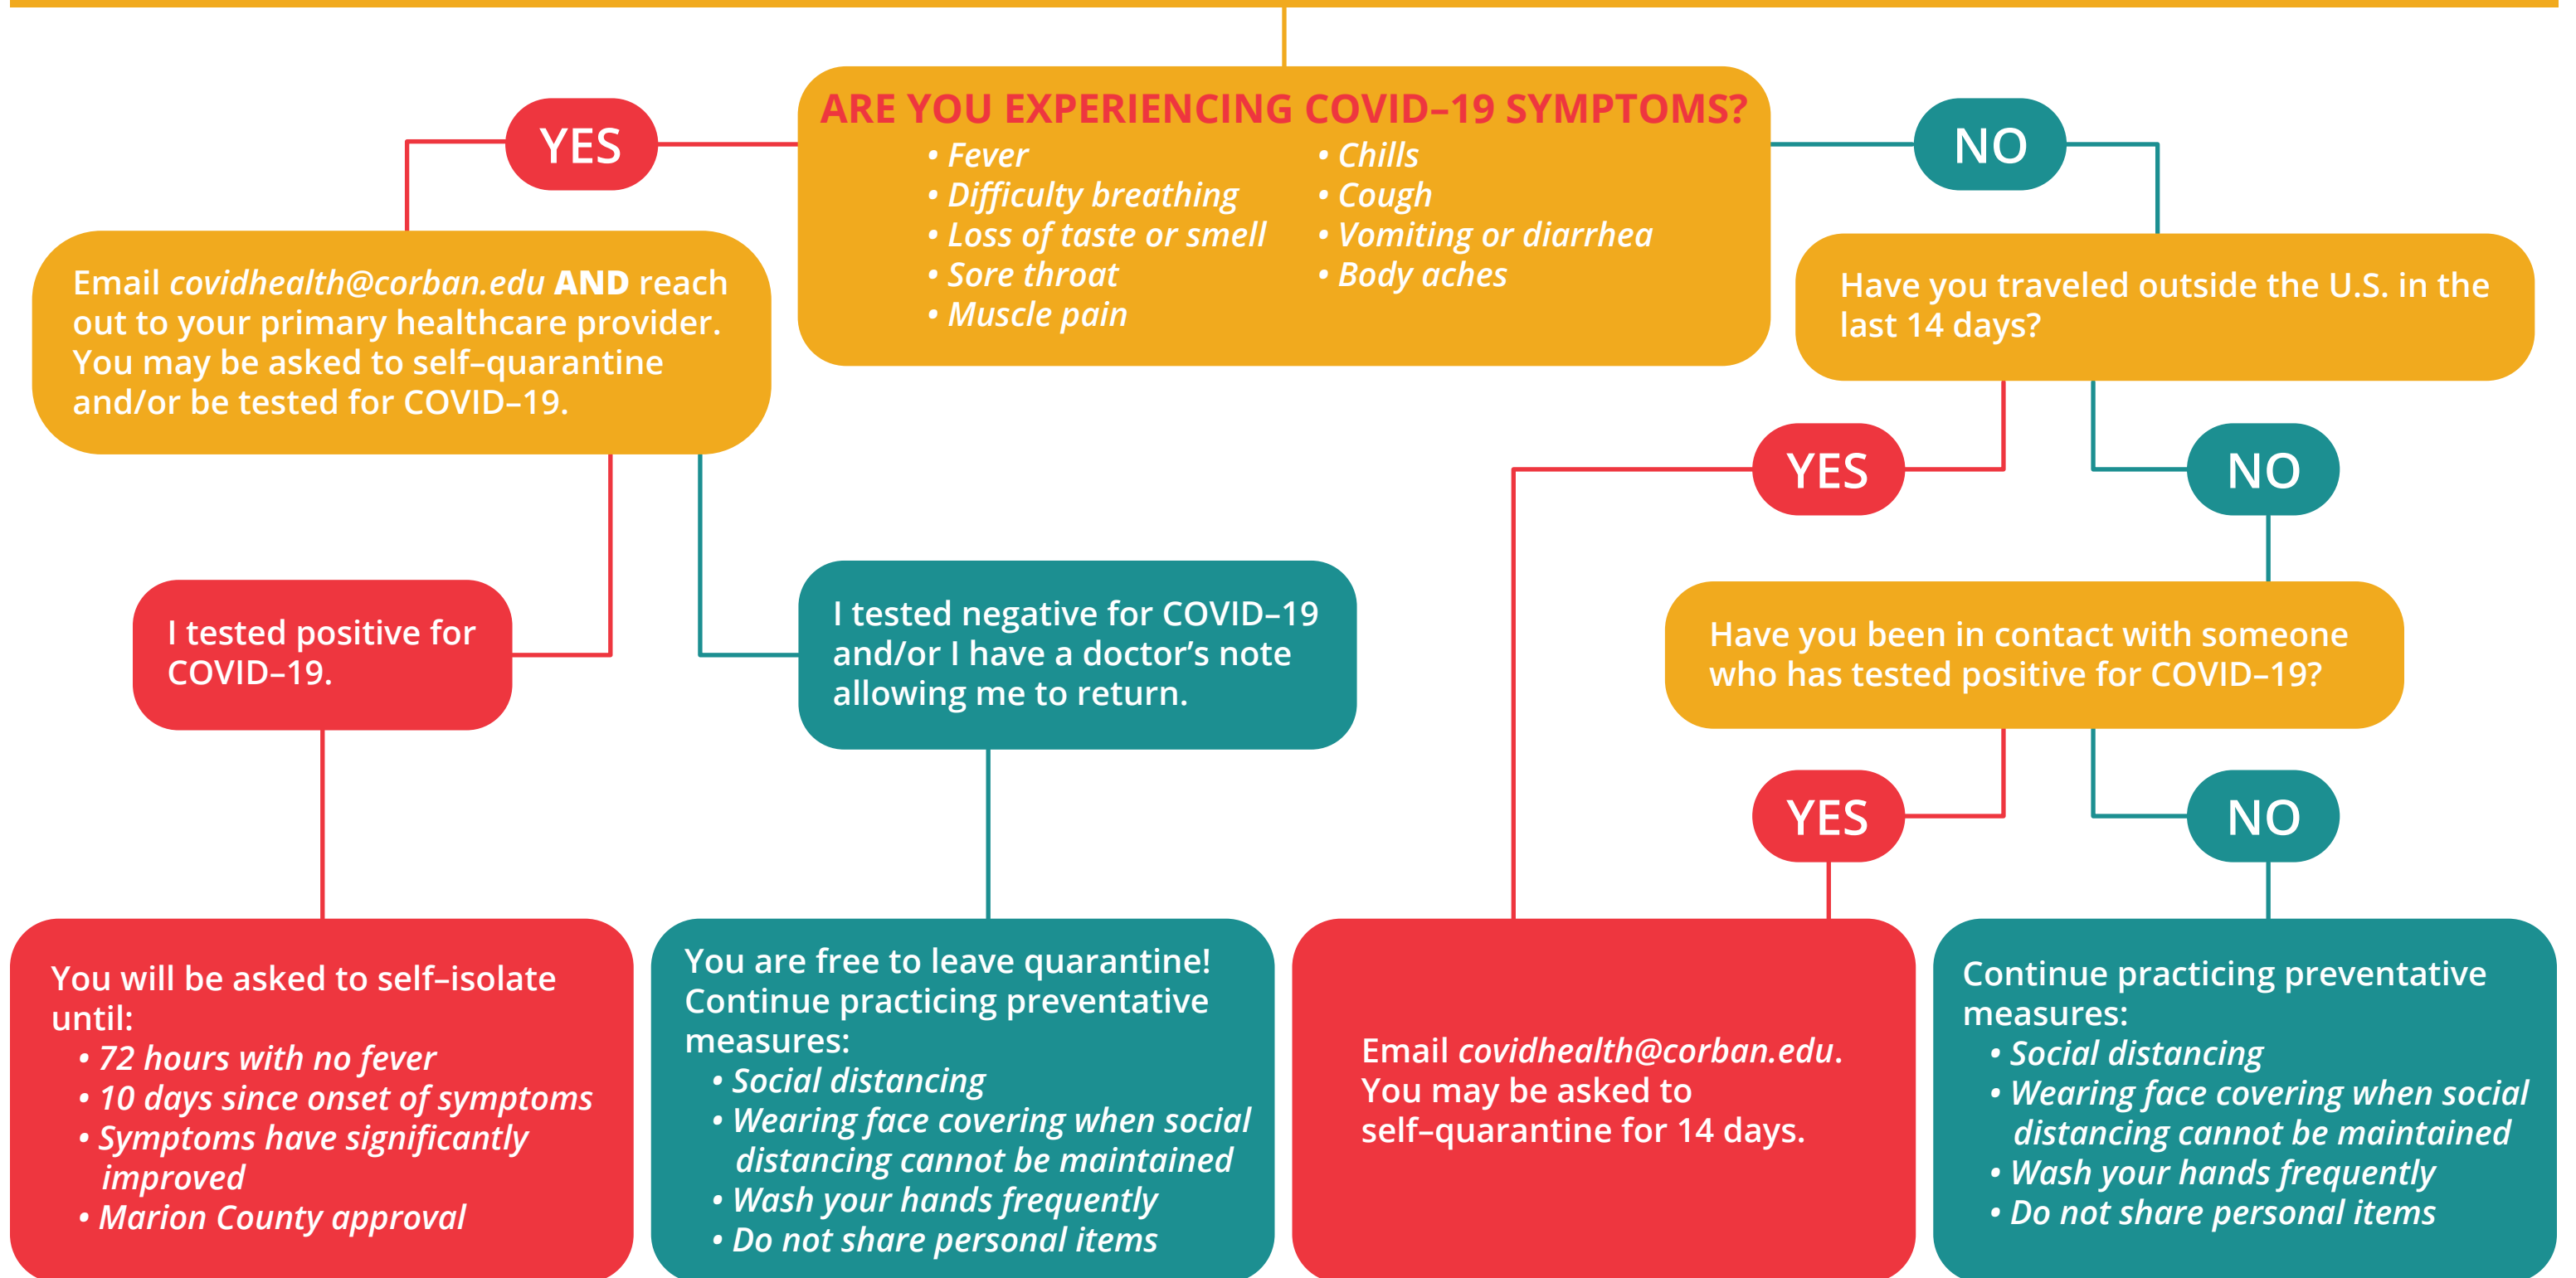 ARE YOU EXPERIENCING COVID–19 SYMPTOMS?
• Fever
• Difficulty breathing
• Loss of taste or smell
• Sore throat
• Muscle pain
• Chills
• Cough
• Vomiting or diarrhea
• Body aches
YES
NO
Email covidhealth@corban.edu AND reach
out to your primary healthcare provider.
You may be asked to self–quarantine
and/or be tested for COVID–19.
Have you traveled outside the U.S. in the
last 14 days?
YES
NO
I tested positive for
COVID–19.
I tested negative for COVID–19
and/or I have a doctor’s note
allowing me to return.
Have you been in contact with someone
who has tested positive for COVID–19?
YES
NO
You will be asked to self–isolate
until:
• 72 hours with no fever
• 10 days since onset of symptoms
• Symptoms have significantly
improved
• Marion County approval
You are free to leave quarantine!
Continue practicing preventative
measures:
• Social distancing
• Wearing face covering when social
distancing cannot be maintained
• Wash your hands frequently
• Do not share personal items
Email covidhealth@corban.edu.
You may be asked to
self–quarantine for 14 days.
Continue practicing preventative
measures:
• Social distancing
• Wearing face covering when social
distancing cannot be maintained
• Wash your hands frequently
• Do not share personal items